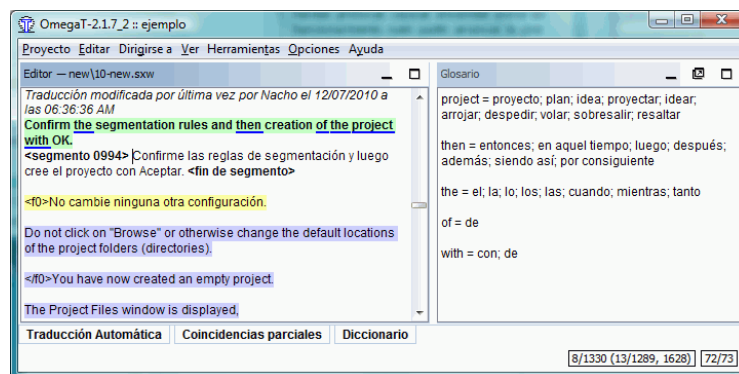 OmegaT-2.1.7_2 :: ejemplo
Proyecto Editar Dirigirse a Ver Herramientas Opciones Ayuda
Editor — new\10-new.sxw
Traducción modificada por última vez por Nacho el 12/07/2010 a
las 06:36:36 AM
Confirm the segmentation rules and then creation of the project
with OK.
<segmento 0994> Confirme las reglas de segmentación y luego
cree el proyecto con Aceptar. <fin de segmento>
<f0>No cambie ninguna otra configuración.
Do not click on "Browse" or otherwise change the default locations
of the project folders (directories).
</f0>You have now created an empty project.
The Project Files window is displayed,
Glosario
project = proyecto; plan; idea; proyectar; idear;
arrojar; despedir; volar; sobresalir; resaltar
then = entonces; en aquel tiempo; luego; después;
además; siendo así; por consiguiente
the = el; la; lo; los; las; cuando; mientras; tanto
of = de
with = con; de
Traducción Automática Coincidencias parciales Diccionario
8/1330 (13/1289, 1628) 72/73